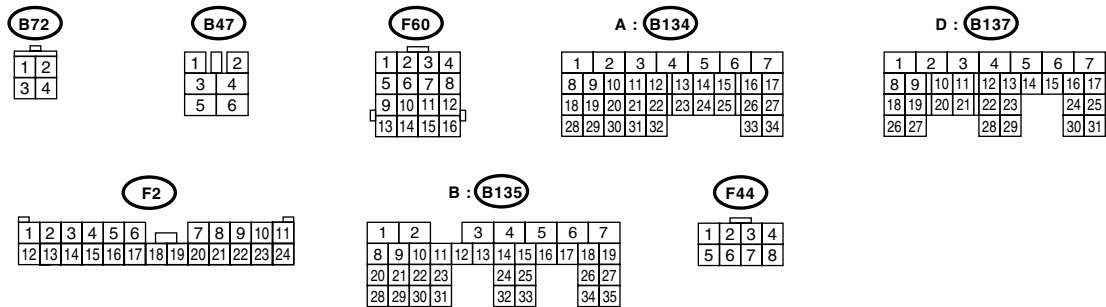 B72 B47 F60 A : B134 D : B137
1 2
3 4
1 2
3 4
5 6
1 2 3 4
5 6 7 8
9 10 11 12
13 14 15 16
1 2 3 4 5 6 7
8 9 10 11 12 13 14 15 16 17
18 19 20 21 22 23 24 25 26 27
28 29 30 31 32 33 34
1 2 3 4 5 6 7
8 9 10 11 12 13 14 15 16 17
18 19 20 21 22 23 24 25
26 27 28 29 30 31
F2 B : B135 F44
1 2 3 4 5 6 7 8 9 10 11
12 13 14 15 16 17 18 19 20 21 22 23 24
1 2 3 4 5 6 7
8 9 10 11 12 13 14 15 16 17 18 19
20 21 22 23 24 25 26 27
28 29 30 31 32 33 34 35
1 2 3 4
5 6 7 8